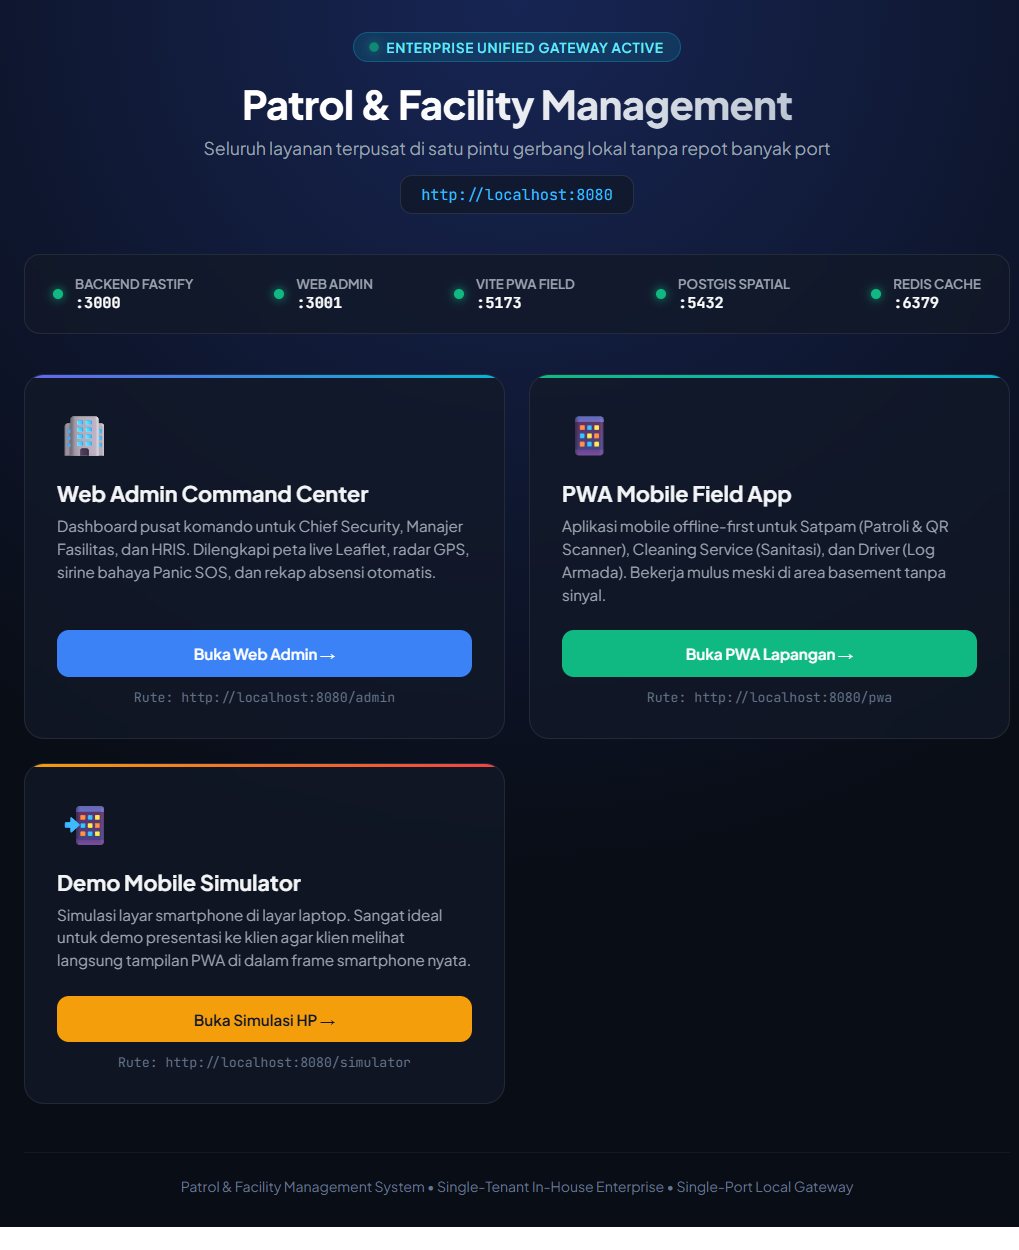 ENTERPRISE UNIFIED GATEWAY ACTIVE
Patrol & Facility Management
Seluruh layanan terpusat di satu pintu gerbang lokal tanpa repot banyak port
http://localhost:8080
BACKEND FASTIFY
:3000
WEB ADMIN
:3001
VITE PWA FIELD
:5173
POSTGIS SPATIAL
:5432
REDIS CACHE
:6379
Web Admin Command Center
Dashboard pusat komando untuk Chief Security, Manajer
Fasilitas, dan HRIS. Dilengkapi peta live Leaflet, radar GPS,
sirine bahaya Panic SOS, dan rekap absensi otomatis.
Buka Web Admin →
Rute: http://localhost:8080/admin
PWA Mobile Field App
Aplikasi mobile offline-first untuk Satpam (Patroli & QR
Scanner), Cleaning Service (Sanitasi), dan Driver (Log
Armada). Bekerja mulus meski di area basement tanpa
sinyal.
Buka PWA Lapangan →
Rute: http://localhost:8080/pwa
Demo Mobile Simulator
Simulasi layar smartphone di layar laptop. Sangat ideal
untuk demo presentasi ke klien agar klien melihat
langsung tampilan PWA di dalam frame smartphone nyata.
Buka Simulasi HP →
Rute: http://localhost:8080/simulator
Patrol & Facility Management System • Single-Tenant In-House Enterprise • Single-Port Local Gateway